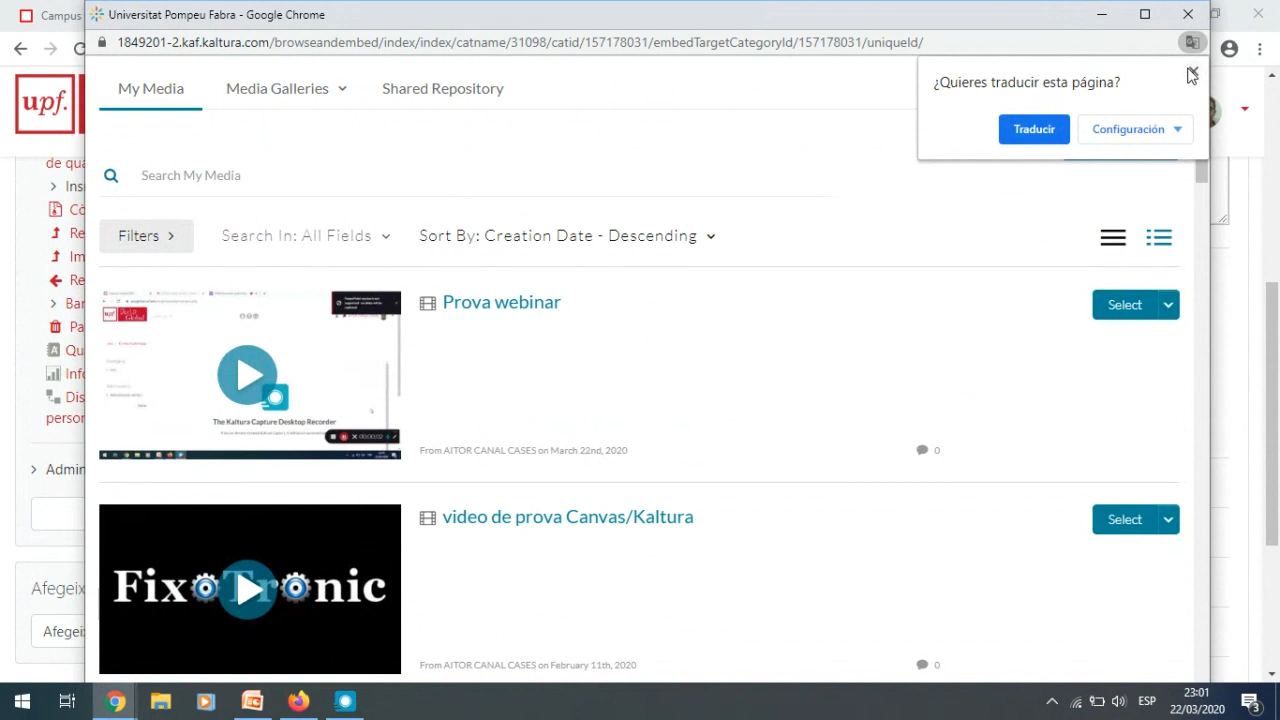 Campus
Universitat Pompeu Fabra - Google Chrome
1849201-2.kaf.kaltura.com/browseandembed/index/index/catname/31098/catid/157178031/embedTargetCategoryId/157178031/uniqueId/
upf.
My Media
Media Galleries
Shared Repository
¿Quieres traducir esta página?
Traducir
Configuración
de qua
Insi
Cò
Re
Im
Re
Ban
Pa
Qu
Info
Dis
person
Admin
Afegeix
Afegeix
Search My Media
Filters
Search In: All Fields
Sort By: Creation Date - Descending
Prova webinar
Select
The Kaltura Capture Desktop Recorder
From AITOR CANAL CASES on March 22nd, 2020
0
video de prova Canvas/Kaltura
Select
FixoTronic
From AITOR CANAL CASES on February 11th, 2020
0
ESP
23:01
22/03/2020
3